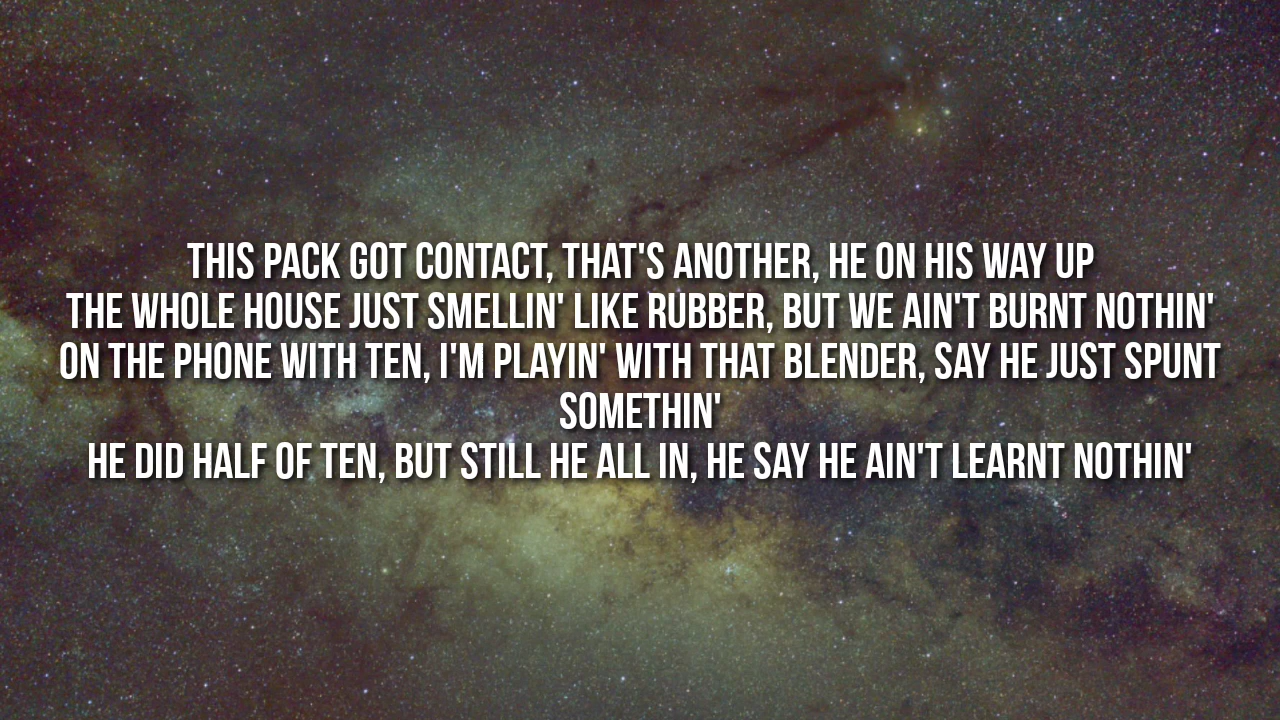 THIS PACK GOT CONTACT, THAT'S ANOTHER, HE ON HIS WAY UP
THE WHOLE HOUSE JUST SMELLIN' LIKE RUBBER, BUT WE AIN'T BURNT NOTHIN'
ON THE PHONE WITH TEN, I'M PLAYIN' WITH THAT BLENDER, SAY HE JUST SPUNT
SOMETHIN'
HE DID HALF OF TEN, BUT STILL HE ALL IN, HE SAY HE AIN'T LEARNT NOTHIN'